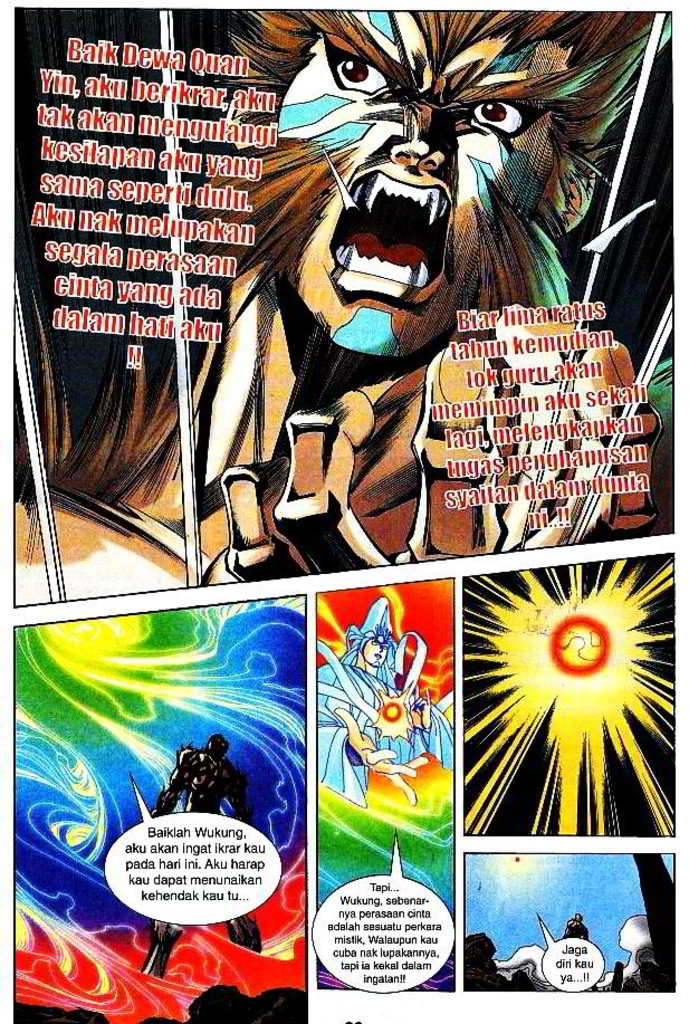 Baik Dewa Quan
Yin, aku berikrar, aku
tak akan mengulangi
kesilapan aku yang
sama seperti dulu.
Aku nak melupakan
segala perasaan
cinta yang ada
dalam hati aku
!!
Biar lima ratus
tahun kemudian,
tok guru akan
memimpin aku sekali
lagi, melengkapkan
tugas penghapusan
syaitan dalam dunia
ini..!!
Baiklah Wukung,
aku akan ingat ikrar kau
pada hari ini. Aku harap
kau dapat menunaikan
kehendak kau tu...
Tapi...
Wukung, sebenar-
nya perasaan cinta
adalah sesuatu perkara
mistik, Walaupun kau
cuba nak lupakannya,
tapi ia kekal dalam
ingatan!!
Jaga
diri kau
ya...!!